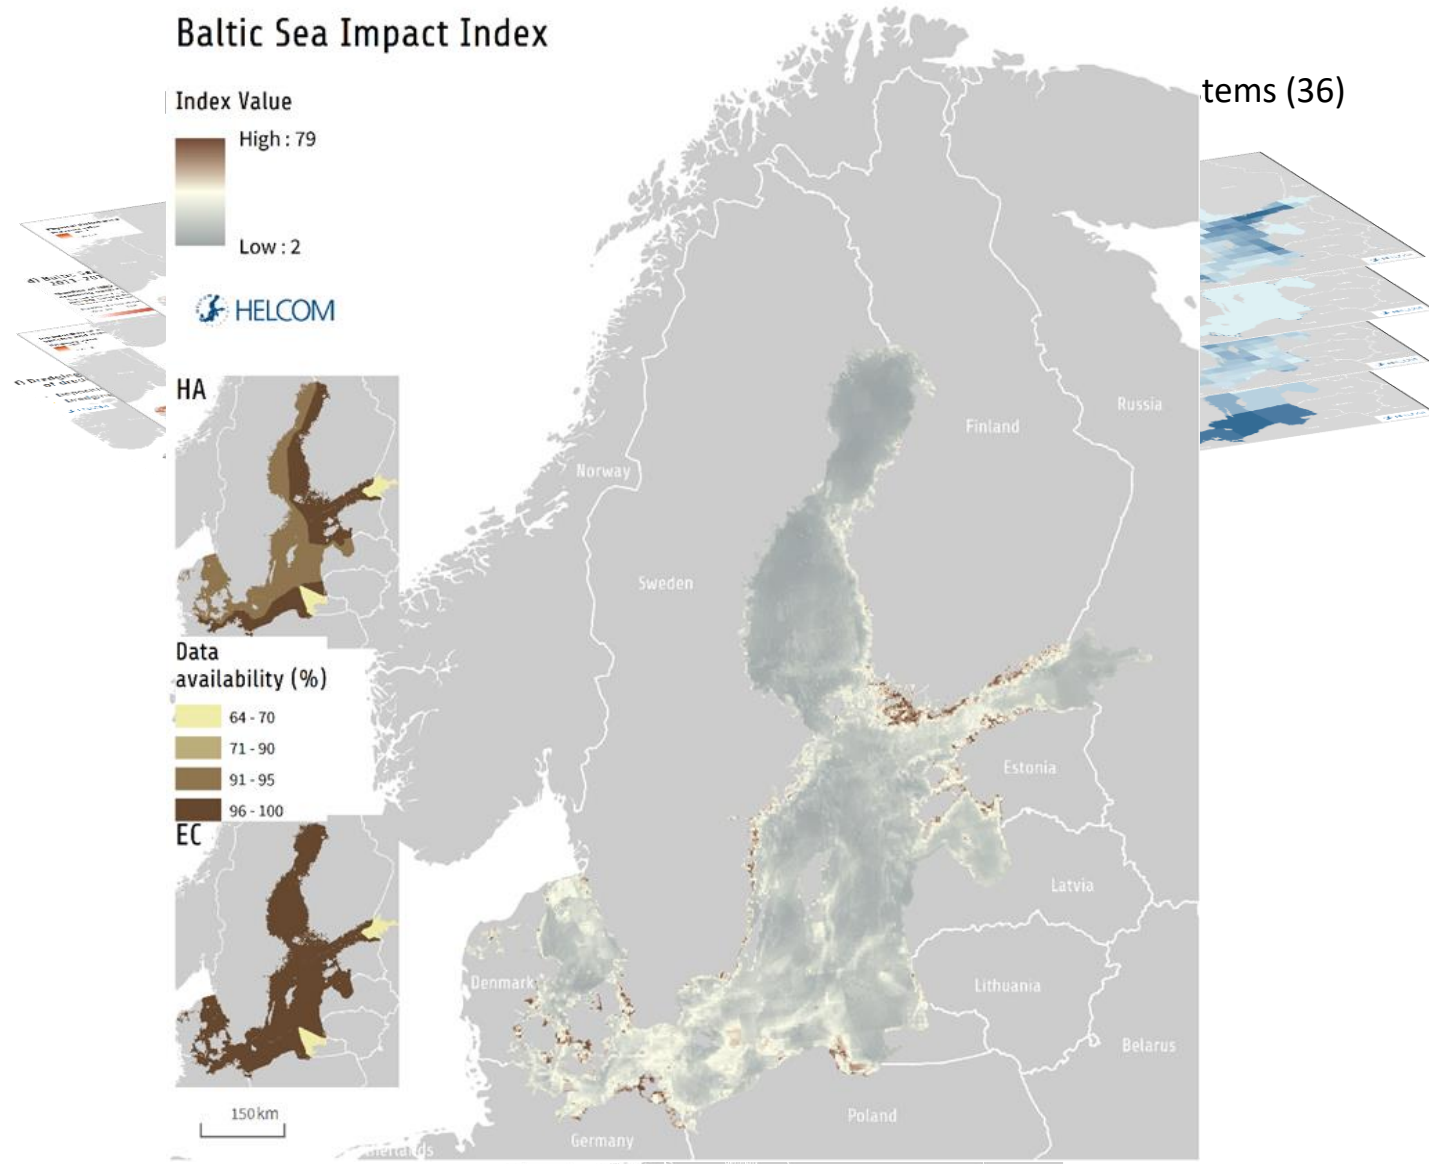 Baltic Sea Impact Index
Index Value
High : 79
Low : 2
HELCOM
stems (36)
HA
Data
availability (%)
64 - 70
71 - 90
91 - 95
96 - 100
EC
150 km
Norway
Sweden
Finland
Russia
Estonia
Latvia
Lithuania
Belarus
Denmark
Germany
Poland